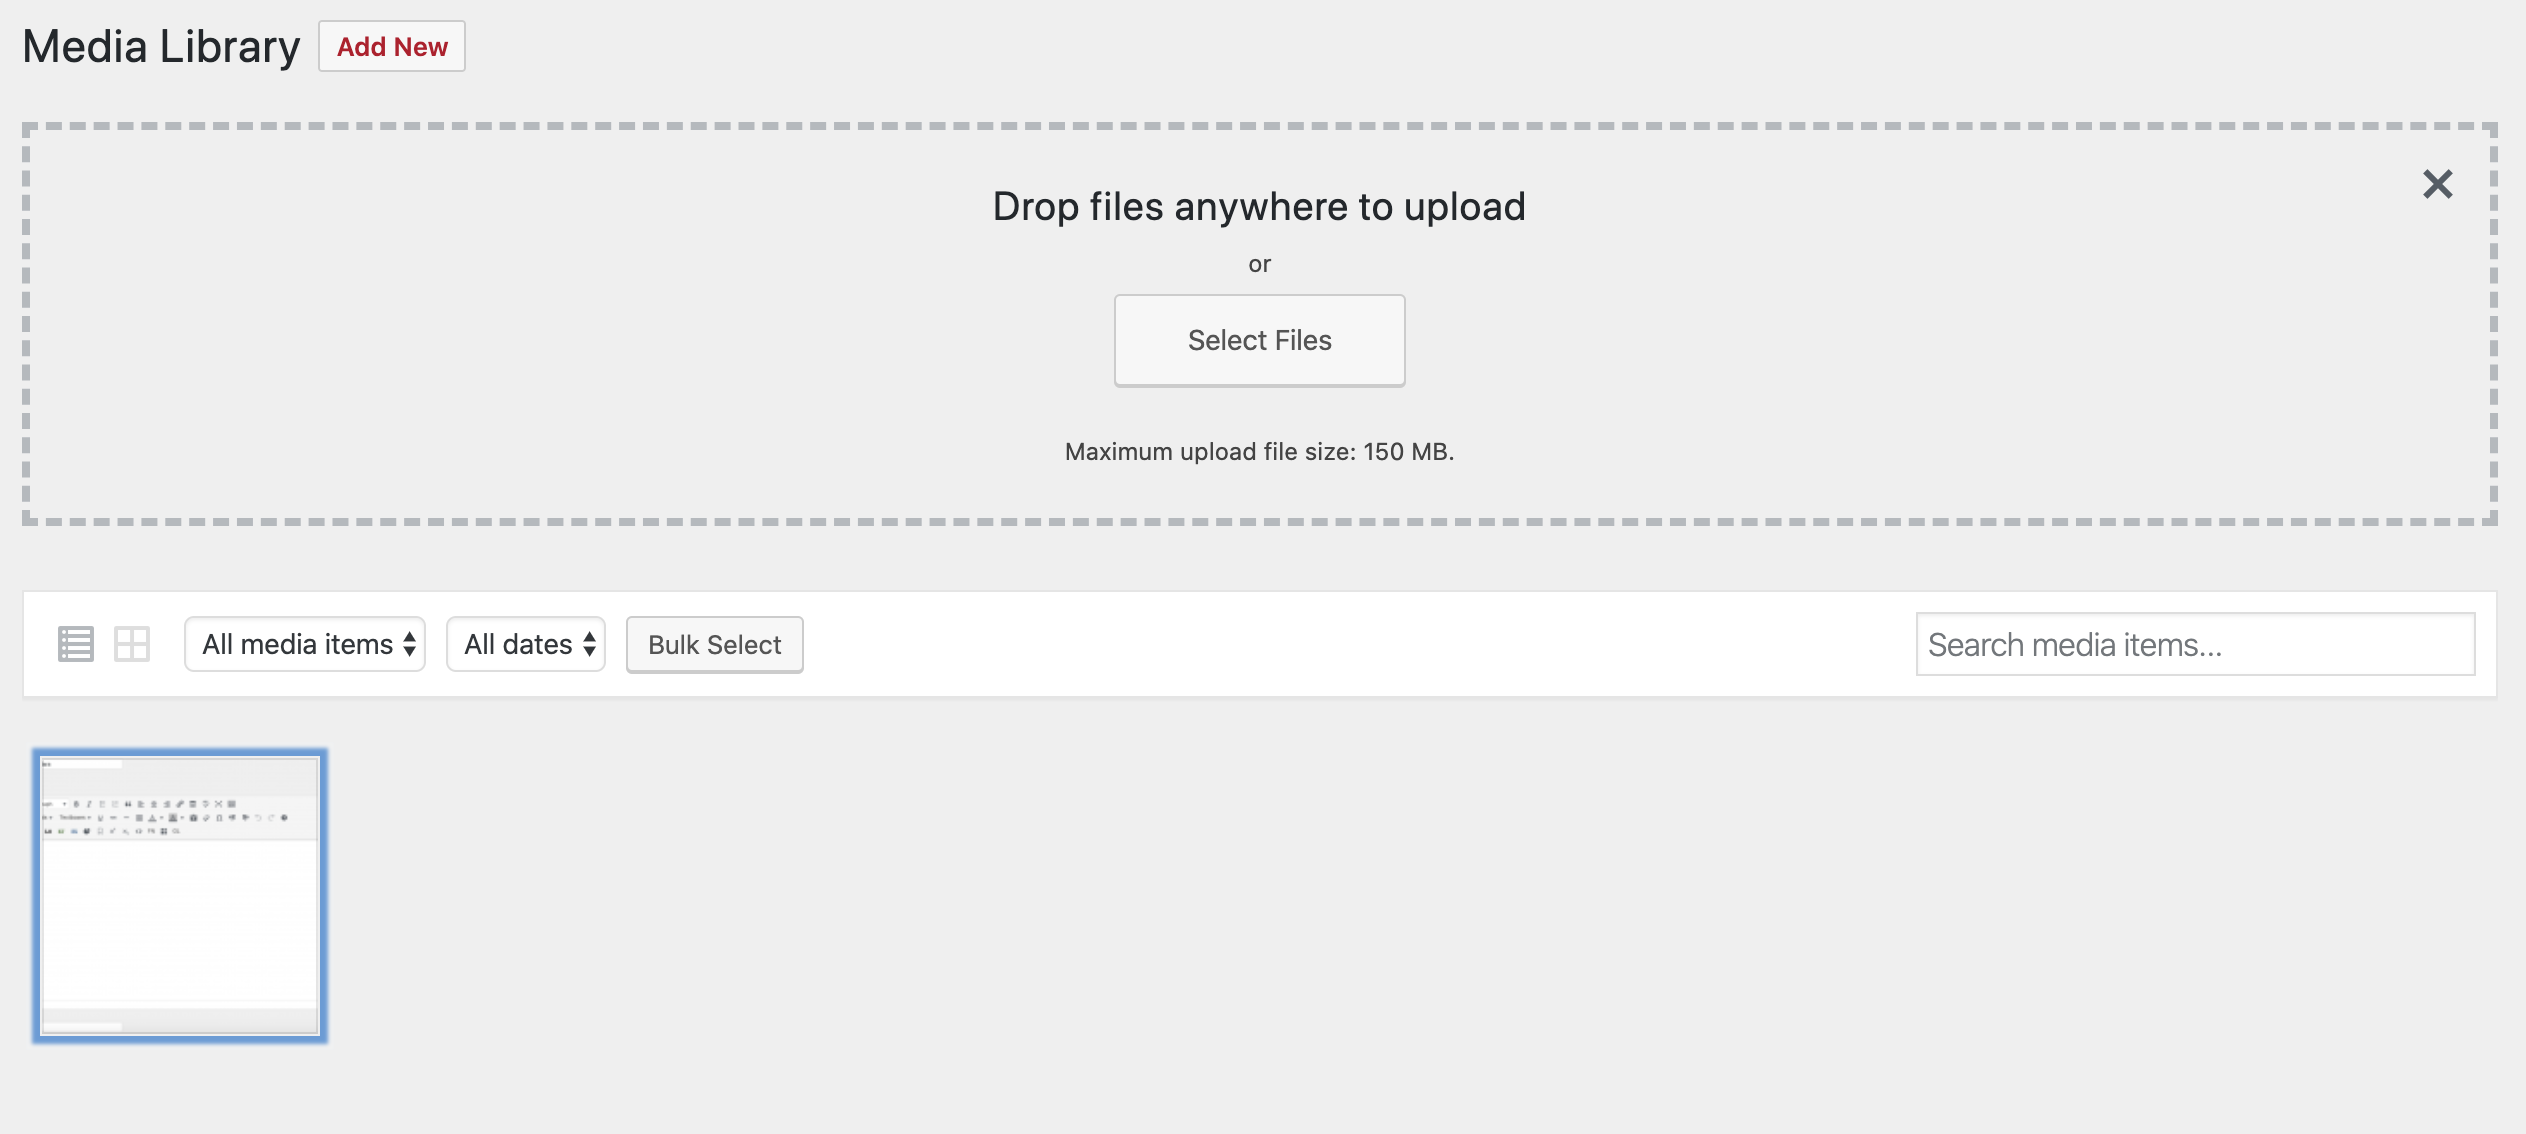 Media Library Add New
Drop files anywhere to upload
or
Select Files
Maximum upload file size: 150 MB.
All media items All dates Bulk Select Search media items...